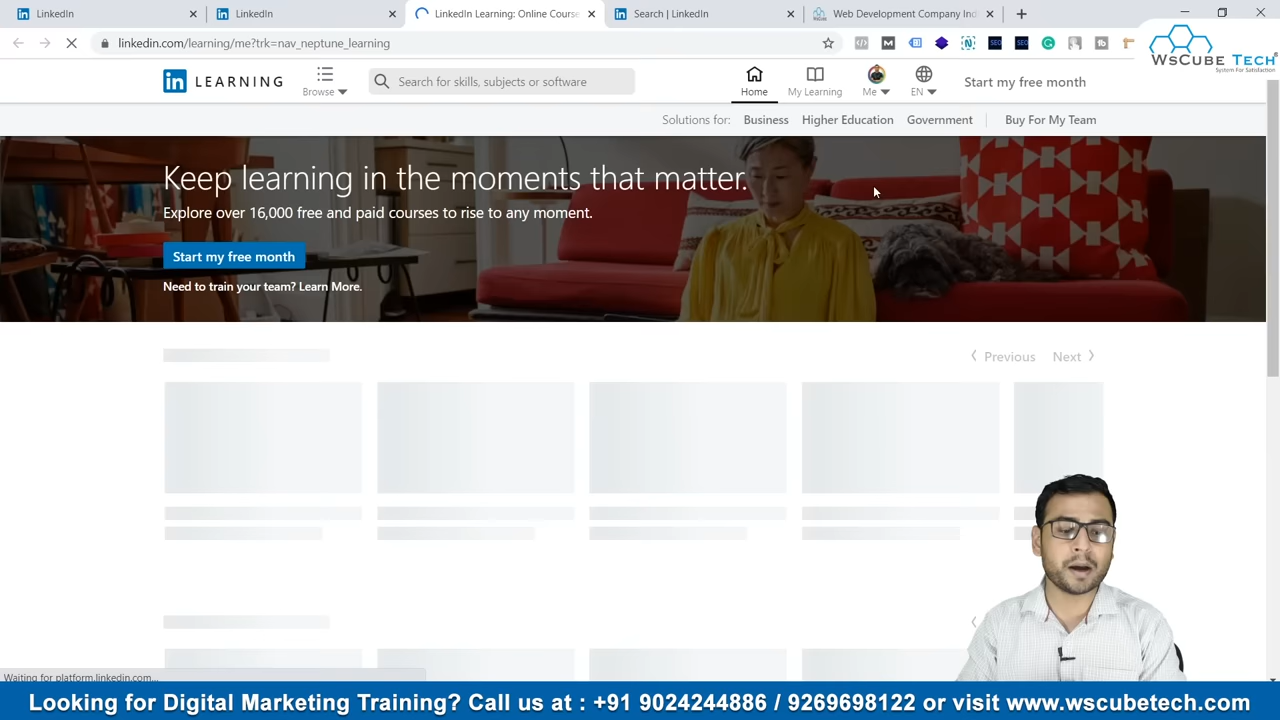 LinkedIn
LinkedIn
LinkedIn Learning: Online Course
Search | LinkedIn
Web Development Company Ind
linkedin.com/learning/me?trk=nav_neptune_learning
WsCube Tech®
System For Satisfaction
in LEARNING
Browse
Search for skills, subjects or software
Home
My Learning
Me
EN
Start my free month
Solutions for:
Business
Higher Education
Government
Buy For My Team
Keep learning in the moments that matter.
Explore over 16,000 free and paid courses to rise to any moment.
Start my free month
Need to train your team? Learn More.
Previous
Next
Waiting for platform.linkedin.com...
Looking for Digital Marketing Training? Call us at : +91 9024244886 / 9269698122 or visit www.wscubetech.com